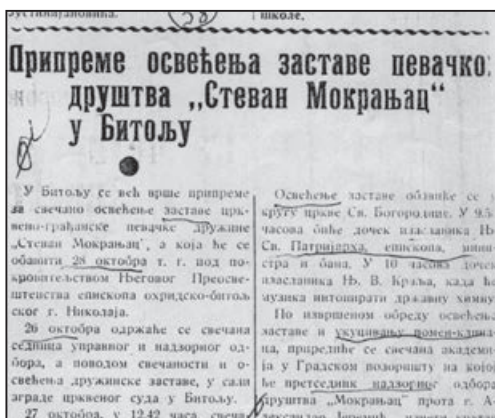 школе.
Припреме освећења заставе певачког
друштва „Стеван Мокрањац“
у Битољу
У Битољу се већ врше припреме
за свечано освећење заставе црк-
вено-грађанске певачке дружине
„Стеван Мокрањац“, а која ће се
обавити 28 октобра т. г. под по-
кровитељством Његовог Преосве-
штенства епископа охридско-битољ
ског г. Николаја.
26 октобра одржаће се свечана
седница управног и надзорног од-
бора, а поводом свечаности и о-
свећења дружинске заставе, у сали
зграде црквеног суда у Битољу.
27 октобра, у 12.42 часа свеча
Освећење заставе обавиће се у
кругу цркве Св. Богородице. У 9.5
часова биће дочек изасланика Њ.
Св. Патријарха, епископа, мини
стра и бана. У 10 часова дочек
изасланика Њ. В. Краља, када ће
музика интонирати државну химну
По извршеном обреду освећења
заставе и укуцивању помен-клина
ца, приредиће се свечана академи
ја у Градском позоришту на којој
ће претседник надзорног одбора
друштва „Мокрањац“ прота г. А.